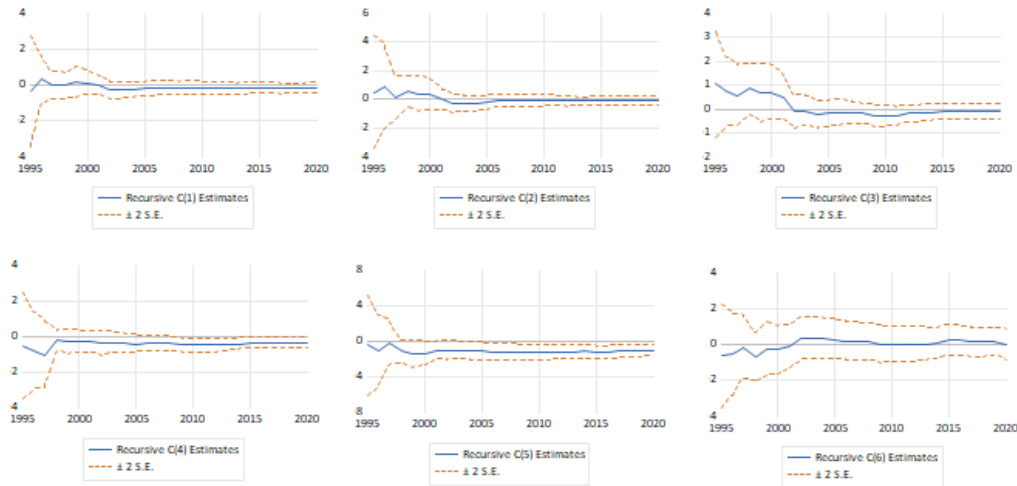 4
2
0
2
4
1995 2000 2005 2010 2015 2020
Recursive C(1) Estimates
± 2 S.E.
6
4
2
0
2
4
1995 2000 2005 2010 2015 2020
Recursive C(2) Estimates
± 2 S.E.
4
3
2
1
0
1
2
1995 2000 2005 2010 2015 2020
Recursive C(3) Estimates
± 2 S.E.
4
2
0
2
4
1995 2000 2005 2010 2015 2020
Recursive C(4) Estimates
± 2 S.E.
8
4
0
4
8
1995 2000 2005 2010 2015 2020
Recursive C(5) Estimates
± 2 S.E.
4
2
0
2
4
1995 2000 2005 2010 2015 2020
Recursive C(6) Estimates
± 2 S.E.